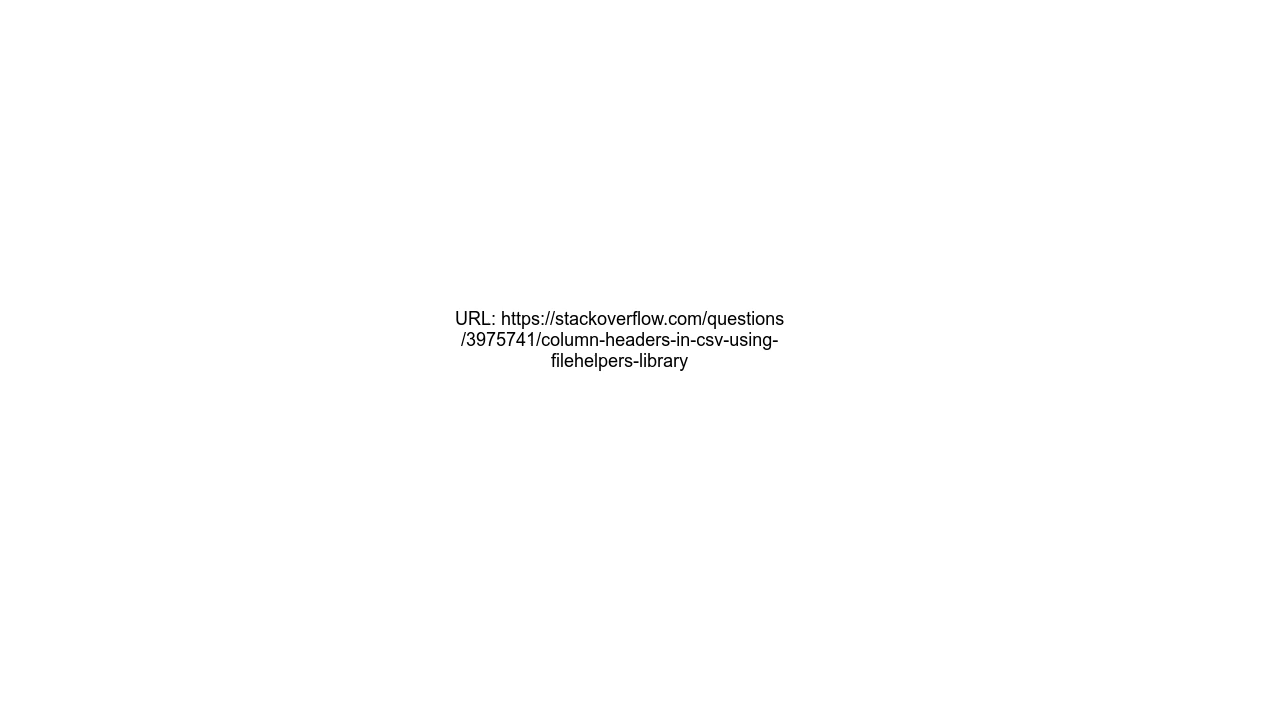 URL: https://stackoverflow.com/questions
/3975741/column-headers-in-csv-using-
filehelpers-library